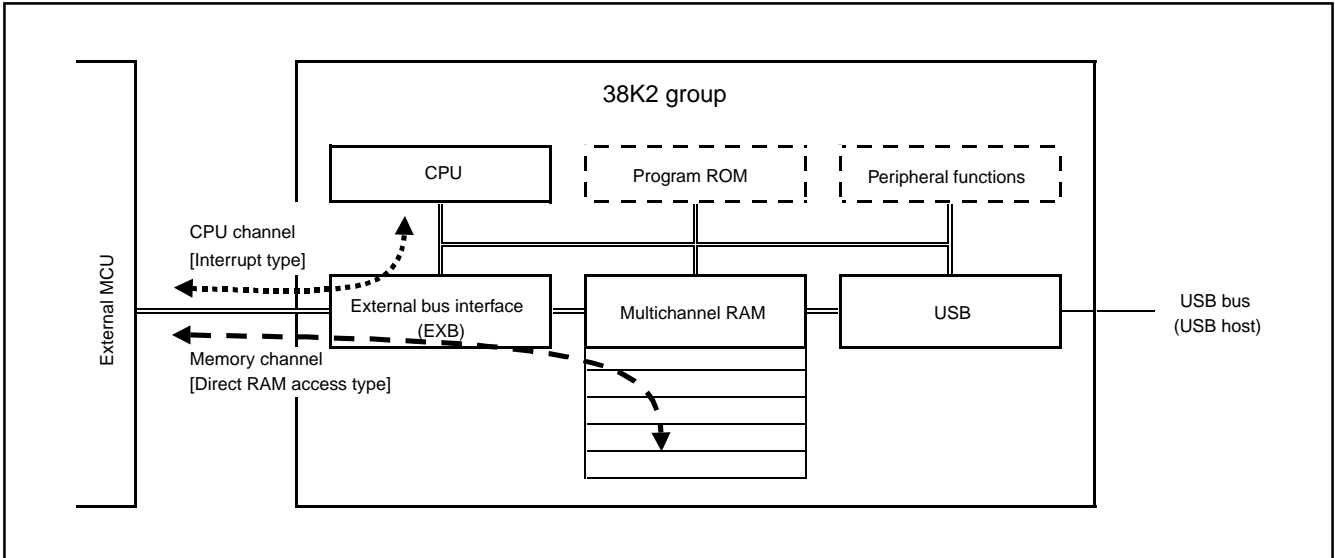 38K2 group
CPU
Program ROM
Peripheral functions
CPU channel
[Interrupt type]
External MCU
External bus interface
(EXB)
Multichannel RAM
USB
USB bus
(USB host)
Memory channel
[Direct RAM access type]